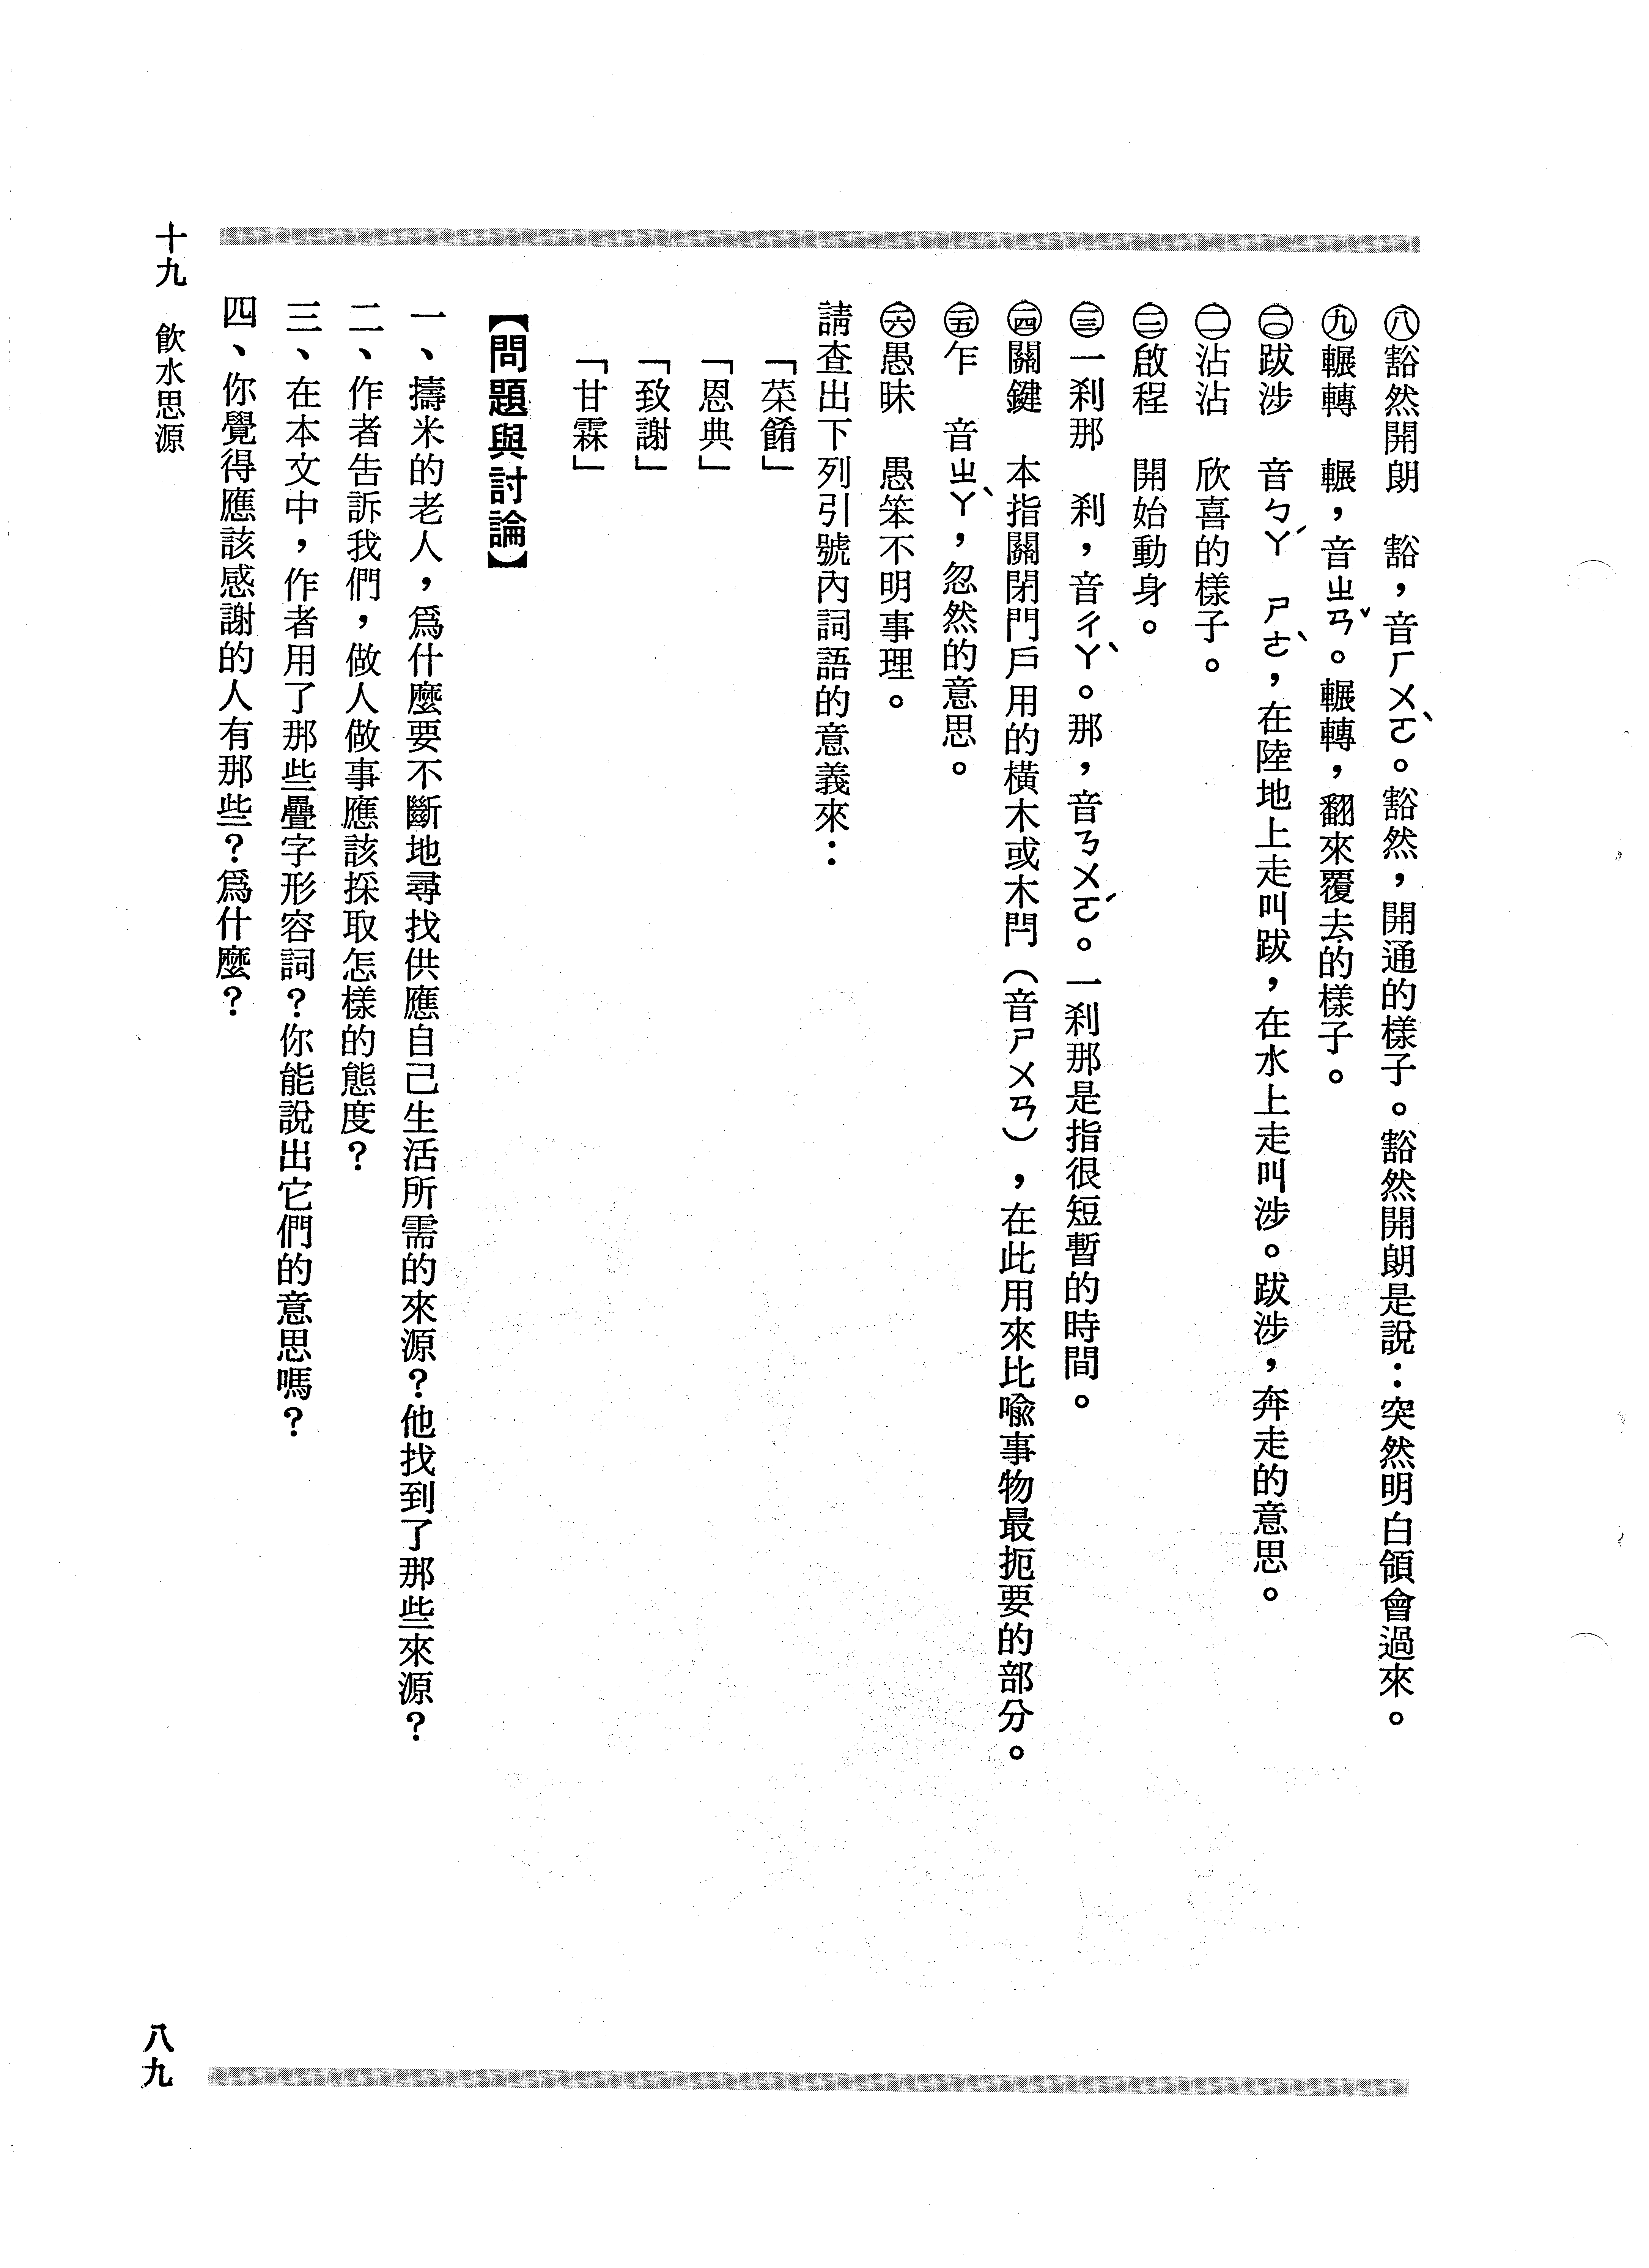 ㈧豁然開朗　豁，音ㄏㄨㄛˋ。豁然，開通的樣子。豁然開朗是說：突然明白領會過來。
㈨輾轉　輾，音ㄓㄢˇ。輾轉，翻來覆去的樣子。
㊀〇跋涉　音ㄅㄚˊ　ㄕㄜˋ，在陸地上走叫跋，在水上走叫涉。跋涉，奔走的意思。
㈠㈠沾沾　欣喜的樣子。
㈠㈡啟程　開始動身。
㈠㈢一剎那　剎，音ㄔㄚˋ。那，音ㄋㄨㄛˊ。一剎那是指很短暫的時間。
㈠㈣關鍵　本指關閉門戶用的橫木或木閂（音ㄕㄨㄢ），在此用來比喻事物最扼要的部分。
㈠㈤乍　音ㄓㄚˋ，忽然的意思。
㈠㈥愚昧　愚笨不明事理。
請查出下列引號內詞語的意義來：
「菜餚」
「恩典」
「致謝」
「甘霖」
【問題與討論】
一、擣米的老人，爲什麼要不斷地尋找供應自己生活所需的來源？他找到了那些來源？
二、作者告訴我們，做人做事應該採取怎樣的態度？
三、在本文中，作者用了那些疊字形容詞？你能說出它們的意思嗎？
四、你覺得應該感謝的人有那些？爲什麼？
十九　飲水思源
八九